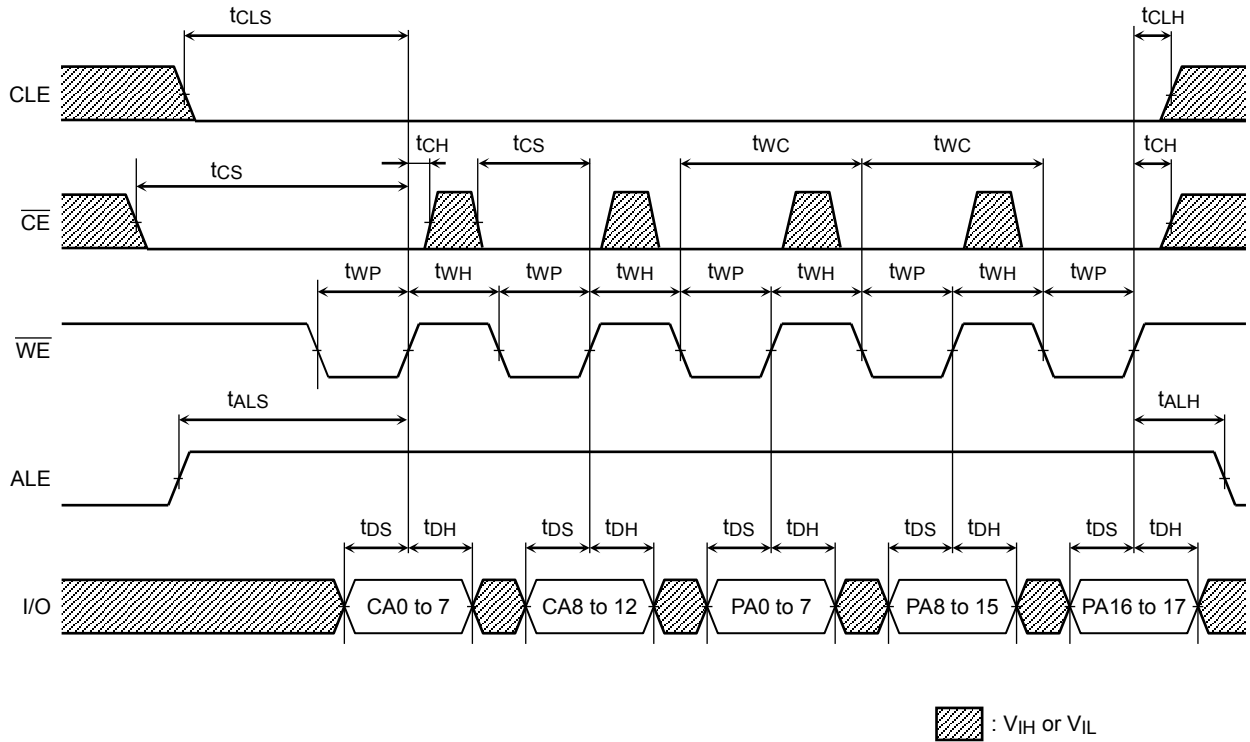 tCLS
tCLH
CLE
tCH
tCS
tWC
tWC
tCH
tCS
CE
tWP
tWH
tWP
tWH
tWP
tWH
tWP
tWH
tWP
WE
tALS
tALH
ALE
tDS
tDH
tDS
tDH
tDS
tDH
tDS
tDH
tDS
tDH
I/O
CA0 to 7
CA8 to 12
PA0 to 7
PA8 to 15
PA16 to 17
: VIH or VIL